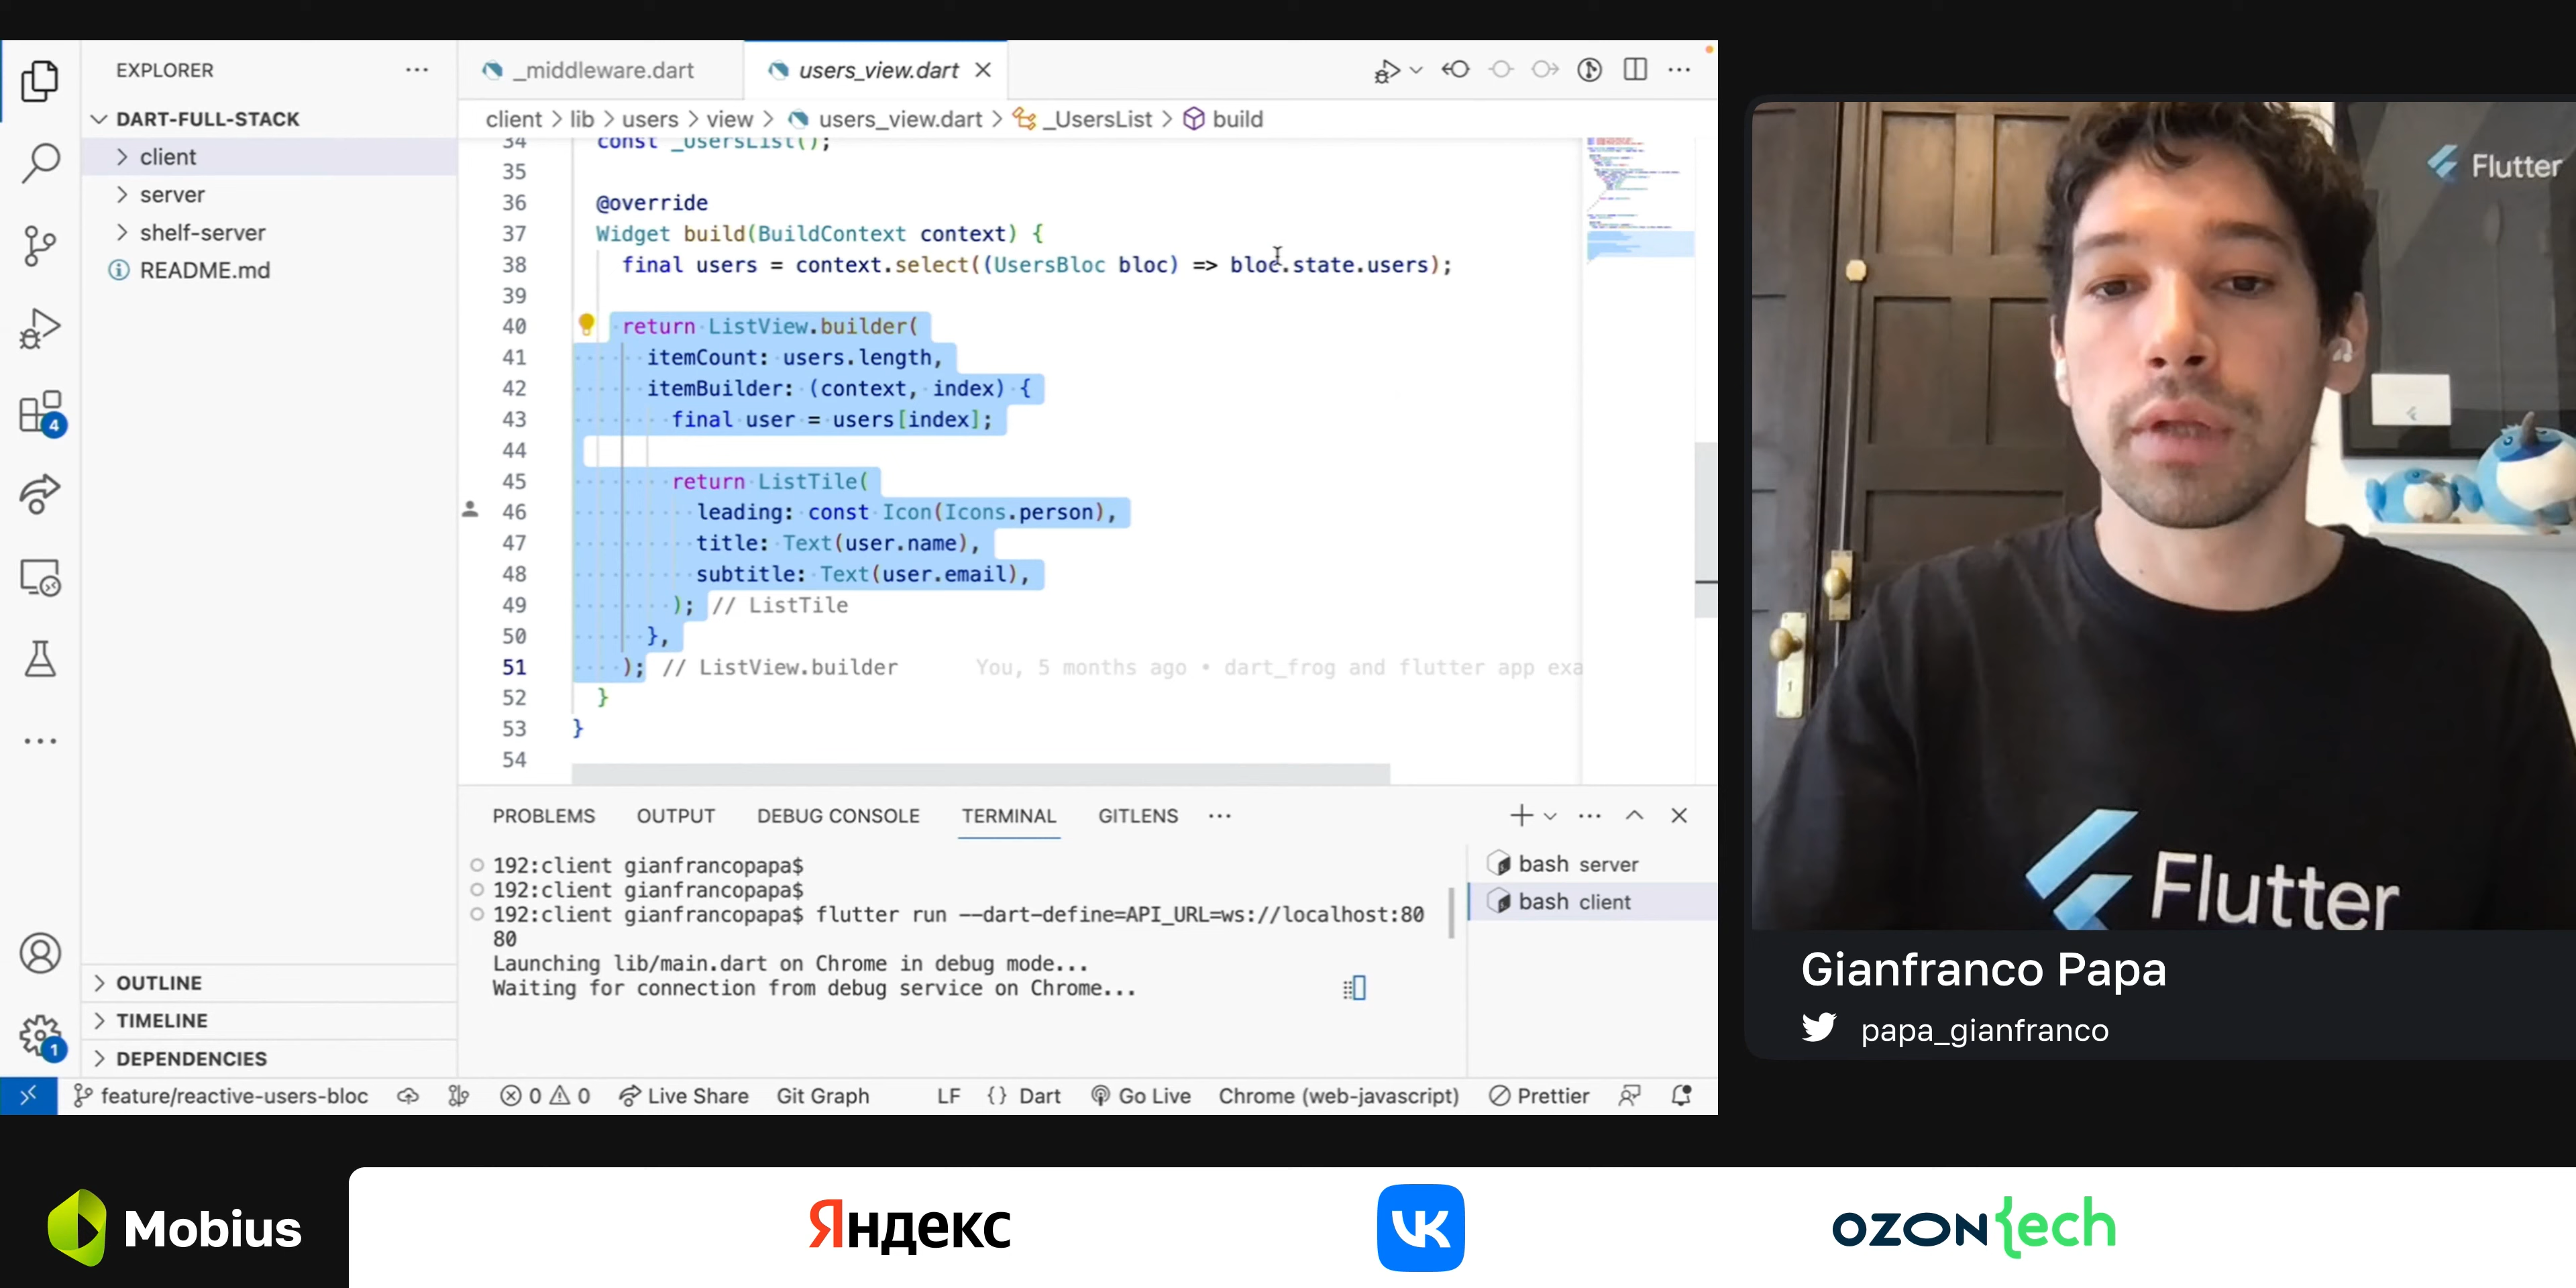 EXPLORER
DART-FULL-STACK
client
server
shelf-server
README.md
OUTLINE
TIMELINE
DEPENDENCIES
_middleware.dart
users_view.dart
client > lib > users > view > users_view.dart > _UsersList > build
34 const _UsersList();
35
36 @override
37 Widget build(BuildContext context) {
38 final users = context.select((UsersBloc bloc) => bloc.state.users);
39
40 return ListView.builder(
41 itemCount: users.length,
42 itemBuilder: (context, index) {
43 final user = users[index];
44
45 return ListTile(
46 leading: const Icon(Icons.person),
47 title: Text(user.name),
48 subtitle: Text(user.email),
49 ); // ListTile
50 },
51 ); // ListView.builder You, 5 months ago • dart_frog and flutter app exa
52 }
53 }
54
PROBLEMS OUTPUT DEBUG CONSOLE TERMINAL GITLENS
192:client gianfrancopapa$
192:client gianfrancopapa$
192:client gianfrancopapa$ flutter run --dart-define=API_URL=ws://localhost:80
80
Launching lib/main.dart on Chrome in debug mode...
Waiting for connection from debug service on Chrome...
bash server
bash client
4
1
feature/reactive-users-bloc 0 0 Live Share Git Graph LF {} Dart Go Live Chrome (web-javascript) Prettier
Flutter
Flutter
Gianfranco Papa
papa_gianfranco
Mobius
Яндекс
VK
OZON{ech